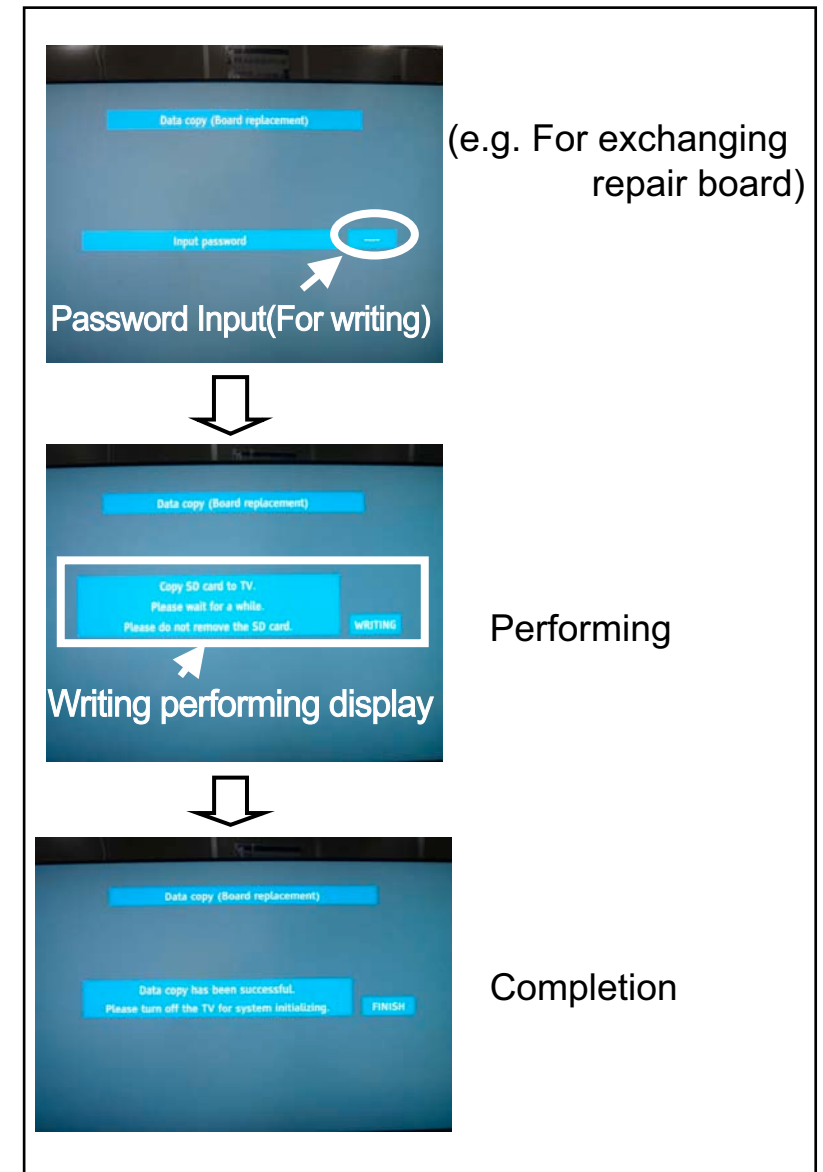 Data copy (Board replacement)
(e.g. For exchanging
repair board)
Input password
Password Input(For writing)
Data copy (Board replacement)
Copy SD card to TV.
Please wait for a while.
Please do not remove the SD card.
WRITING
Performing
Writing performing display
Data copy (Board replacement)
Data copy has been successful.
Please turn off the TV for system initializing.
FINISH
Completion